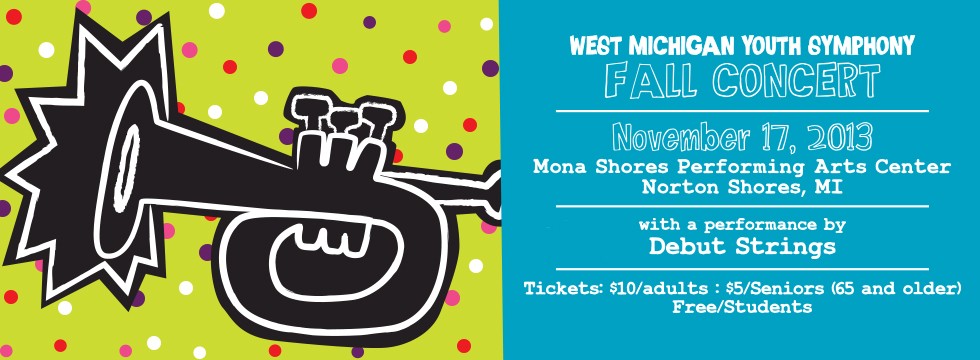 WEST MICHIGAN YOUTH SYMPHONY
FALL CONCERT
November 17, 2013
Mona Shores Performing Arts Center
Norton Shores, MI
with a performance by
Debut Strings
Tickets: $10/adults : $5/Seniors (65 and older)
Free/Students